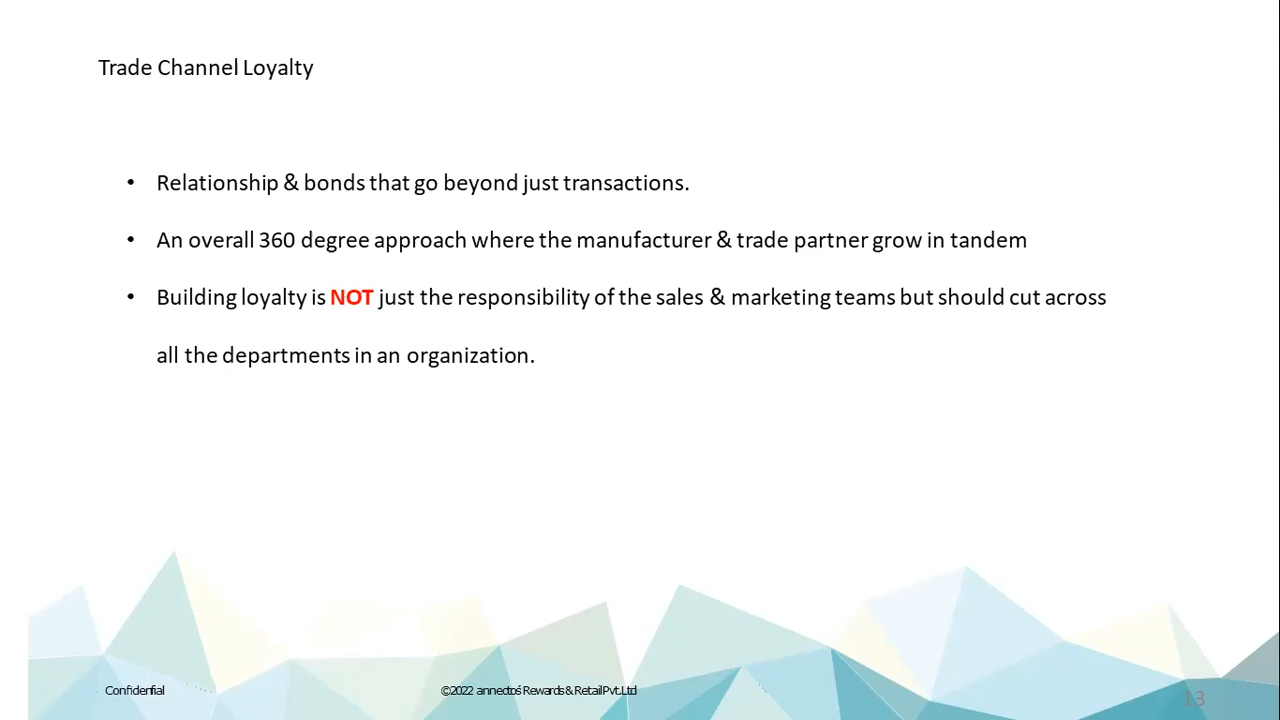 Trade Channel Loyalty
• Relationship & bonds that go beyond just transactions.
• An overall 360 degree approach where the manufacturer & trade partner grow in tandem
• Building loyalty is NOT just the responsibility of the sales & marketing teams but should cut across
all the departments in an organization.
Confidential
©2022 annectos' Rewards & Retail Pvt. Ltd
13